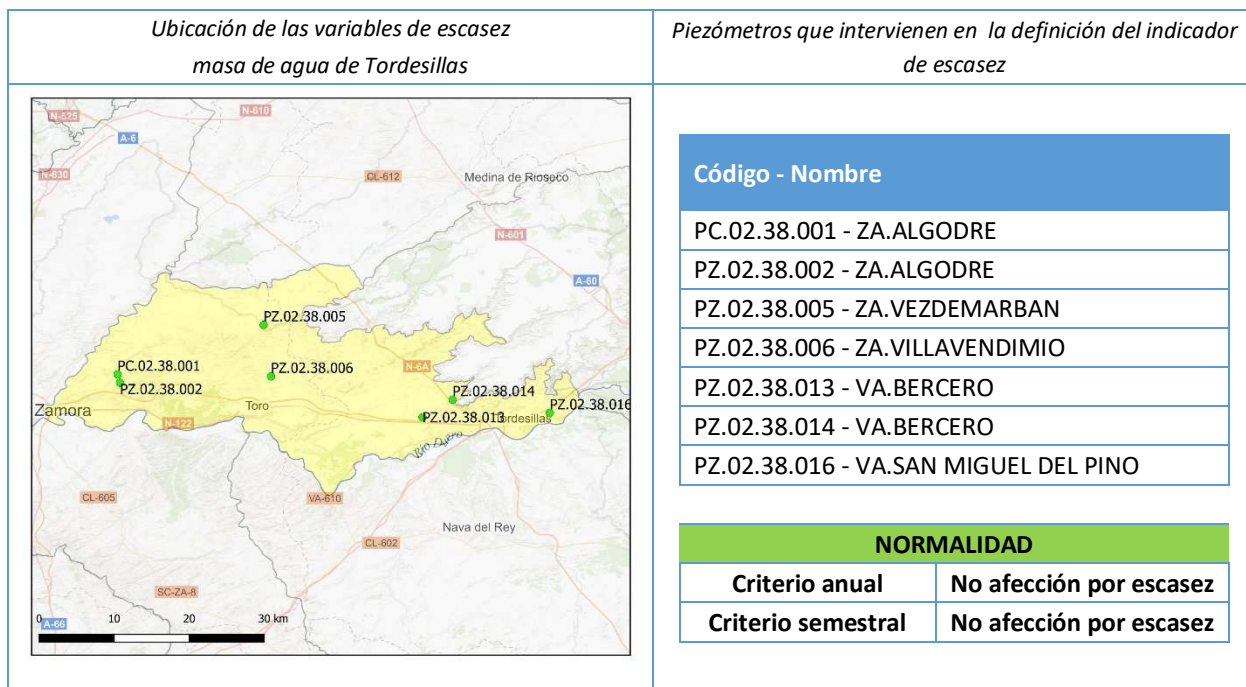 Ubicación de las variables de escasez
masa de agua de Tordesillas
Piezómetros que intervienen en la definición del indicador
de escasez
N-525
N-610
A-6
N-630
CL-612
Medina de Rioseco
N-601
A-60
PZ.02.38.005
N-6A
PC.02.38.001
PZ.02.38.006
PZ.02.38.002
PZ.02.38.014
Zamora
Toro
PZ.02.38.016
PZ.02.38.013
Tordesillas
N-122
Río Duero
CL-605
VA-610
Nava del Rey
CL-602
SC-ZA-8
0 10 20 30 km
A-66
Código - Nombre
PC.02.38.001 - ZA.ALGODRE
PZ.02.38.002 - ZA.ALGODRE
PZ.02.38.005 - ZA.VEZDEMARBAN
PZ.02.38.006 - ZA.VILLAVENDIMIO
PZ.02.38.013 - VA.BERCERO
PZ.02.38.014 - VA.BERCERO
PZ.02.38.016 - VA.SAN MIGUEL DEL PINO
NORMALIDAD
Criterio anual No afección por escasez
Criterio semestral No afección por escasez